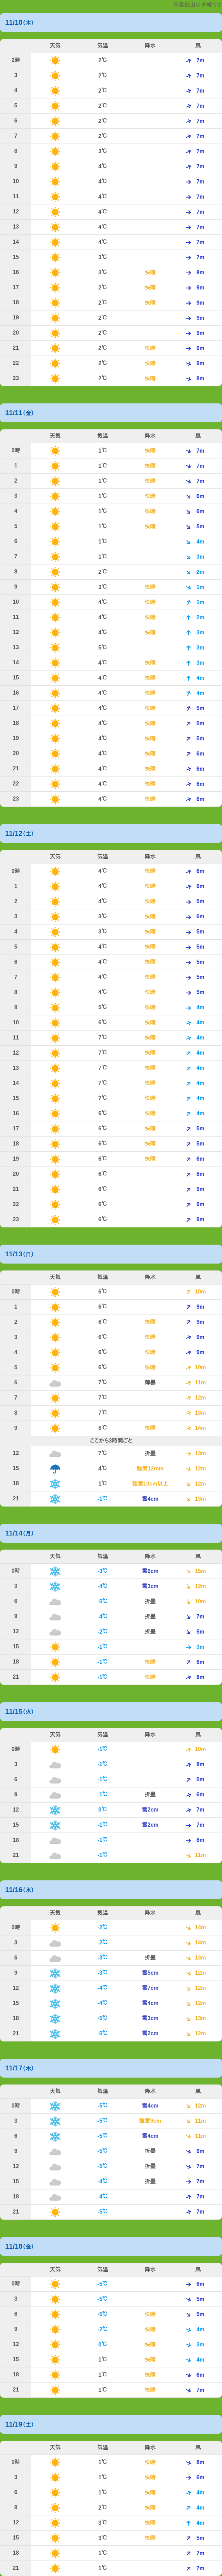 天狼槍山の予報です
11/10（木）
天気 気温 降水 風
2時 2℃ 7m
3 2℃ 7m
4 2℃ 7m
5 2℃ 7m
6 2℃ 7m
7 2℃ 7m
8 3℃ 7m
9 4℃ 7m
10 4℃ 7m
11 4℃ 7m
12 4℃ 7m
13 4℃ 7m
14 4℃ 7m
15 3℃ 7m
16 3℃ 快晴 8m
17 2℃ 快晴 9m
18 2℃ 快晴 9m
19 2℃ 9m
20 2℃ 9m
21 2℃ 快晴 9m
22 2℃ 快晴 9m
23 2℃ 快晴 8m
11/11（金）
天気 気温 降水 風
0時 1℃ 快晴 7m
1 1℃ 快晴 7m
2 1℃ 快晴 7m
3 1℃ 快晴 6m
4 1℃ 快晴 6m
5 1℃ 快晴 5m
6 1℃ 4m
7 1℃ 3m
8 2℃ 2m
9 3℃ 快晴 1m
10 4℃ 快晴 1m
11 4℃ 快晴 2m
12 4℃ 快晴 3m
13 5℃ 3m
14 4℃ 快晴 3m
15 4℃ 快晴 4m
16 4℃ 快晴 4m
17 4℃ 快晴 5m
18 4℃ 快晴 5m
19 4℃ 快晴 5m
20 4℃ 快晴 6m
21 4℃ 快晴 6m
22 4℃ 快晴 6m
23 4℃ 快晴 6m
11/12（土）
天気 気温 降水 風
0時 4℃ 快晴 6m
1 4℃ 快晴 6m
2 4℃ 快晴 5m
3 3℃ 快晴 6m
4 3℃ 快晴 5m
5 4℃ 快晴 5m
6 4℃ 快晴 5m
7 4℃ 快晴 5m
8 4℃ 快晴 5m
9 5℃ 快晴 4m
10 6℃ 快晴 4m
11 7℃ 快晴 4m
12 7℃ 快晴 4m
13 7℃ 快晴 4m
14 7℃ 快晴 4m
15 7℃ 快晴 4m
16 6℃ 快晴 4m
17 6℃ 快晴 5m
18 6℃ 快晴 5m
19 6℃ 快晴 6m
20 6℃ 8m
21 6℃ 9m
22 6℃ 9m
23 6℃ 9m
11/13（日）
天気 気温 降水 風
0時 6℃ 10m
1 6℃ 9m
2 6℃ 快晴 9m
3 6℃ 快晴 9m
4 6℃ 快晴 9m
5 6℃ 快晴 10m
6 7℃ 薄曇 11m
7 7℃ 12m
8 7℃ 13m
9 8℃ 快晴 14m
ここから3時間ごと
12 7℃ 折曇 13m
15 4℃ 強雨12mm 12m
18 1℃ 強雪10cm以上 12m
21 -1℃ 雪4cm 13m
11/14（月）
天気 気温 降水 風
0時 -3℃ 雪6cm 15m
3 -4℃ 雪3cm 12m
6 -5℃ 折曇 10m
9 -4℃ 折曇 7m
12 -2℃ 折曇 5m
15 -1℃ 3m
18 -1℃ 快晴 6m
21 -1℃ 快晴 8m
11/15（火）
天気 気温 降水 風
0時 -1℃ 10m
3 -1℃ 8m
6 -1℃ 5m
9 -1℃ 折曇 6m
12 0℃ 雪2cm 7m
15 -1℃ 雪2cm 7m
18 -1℃ 8m
21 -1℃ 11m
11/16（水）
天気 気温 降水 風
0時 -2℃ 14m
3 -2℃ 14m
6 -3℃ 折曇 13m
9 -3℃ 雪5cm 12m
12 -4℃ 雪7cm 12m
15 -4℃ 雪4cm 12m
18 -5℃ 雪3cm 13m
21 -5℃ 雪2cm 12m
11/17（木）
天気 気温 降水 風
0時 -5℃ 雪4cm 12m
3 -5℃ 強雪9cm 11m
6 -5℃ 雪4cm 11m
9 -5℃ 折曇 9m
12 -5℃ 折曇 7m
15 -4℃ 折曇 7m
18 -4℃ 7m
21 -5℃ 7m
11/18（金）
天気 気温 降水 風
0時 -5℃ 6m
3 -5℃ 5m
6 -5℃ 快晴 5m
9 -2℃ 快晴 4m
12 0℃ 快晴 3m
15 1℃ 快晴 4m
18 1℃ 快晴 6m
21 1℃ 快晴 7m
11/19（土）
天気 気温 降水 風
0時 1℃ 快晴 8m
3 1℃ 快晴 6m
6 1℃ 快晴 4m
9 2℃ 快晴 4m
12 3℃ 快晴 4m
15 3℃ 快晴 5m
18 1℃ 7m
21 1℃ 7m